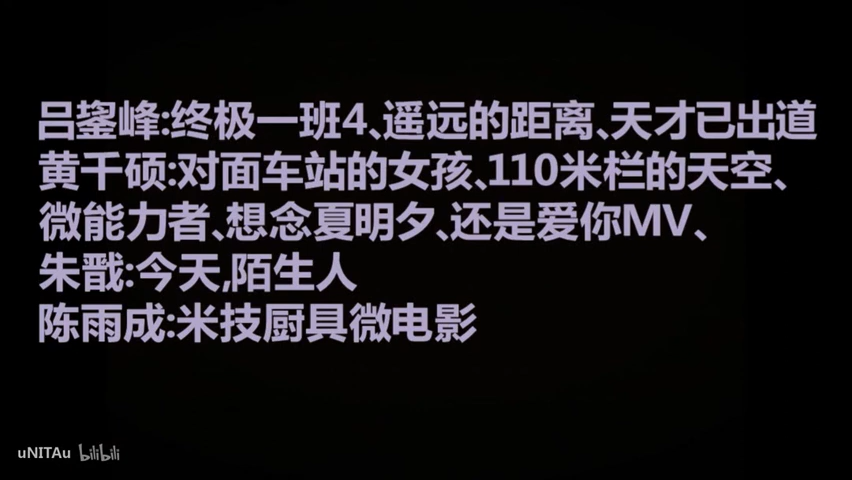 吕鋆峰:终极一班4、遥远的距离、天才已出道
黄千硕:对面车站的女孩、110米栏的天空、
微能力者、想念夏明夕、还是爱你MV、
朱戬:今天,陌生人
陈雨成:米技厨具微电影
uNITAu bilibili